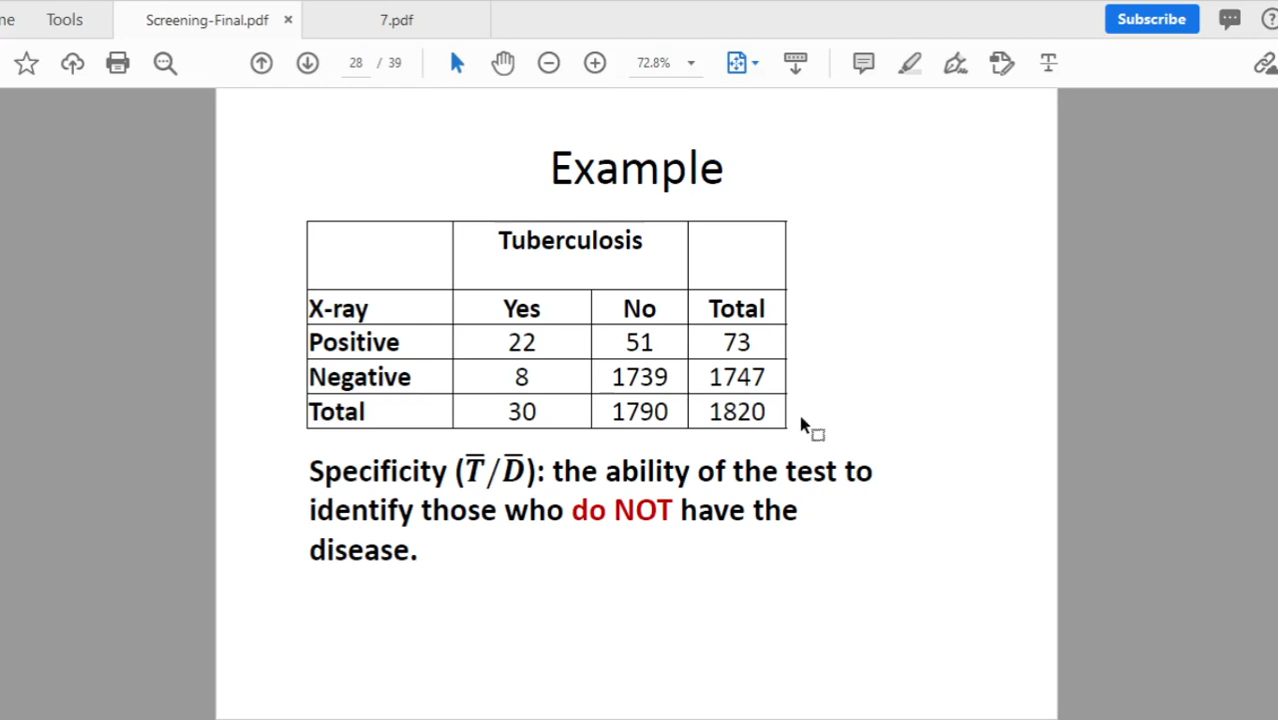 me Tools Screening-Final.pdf × 7.pdf Subscribe
28 / 39 72.8%
Example
Tuberculosis
X-ray Yes No Total
Positive 22 51 73
Negative 8 1739 1747
Total 30 1790 1820
Specificity (T̅/D̅): the ability of the test to
identify those who do NOT have the
disease.